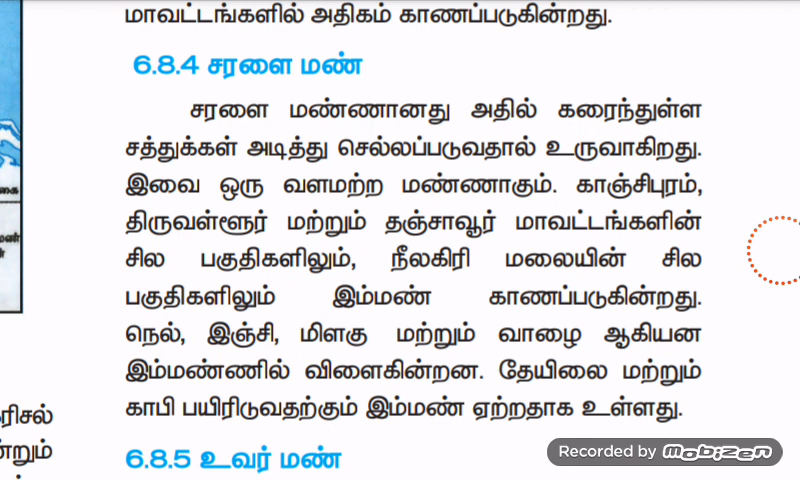 மாவட்டங்களில் அதிகம் காணப்படுகின்றது.
6.8.4 சரளை மண்
சரளை மண்ணானது அதில் கரைந்துள்ள
சத்துக்கள் அடித்து செல்லப்படுவதால் உருவாகிறது.
இவை ஒரு வளமற்ற மண்ணாகும். காஞ்சிபுரம்,
திருவள்ளூர் மற்றும் தஞ்சாவூர் மாவட்டங்களின்
சில பகுதிகளிலும், நீலகிரி மலையின் சில
பகுதிகளிலும் இம்மண் காணப்படுகின்றது.
நெல், இஞ்சி, மிளகு மற்றும் வாழை ஆகியன
இம்மண்ணில் விளைகின்றன. தேயிலை மற்றும்
காபி பயிரிடுவதற்கும் இம்மண் ஏற்றதாக உள்ளது.
6.8.5 உவர் மண்
Recorded by mobizen